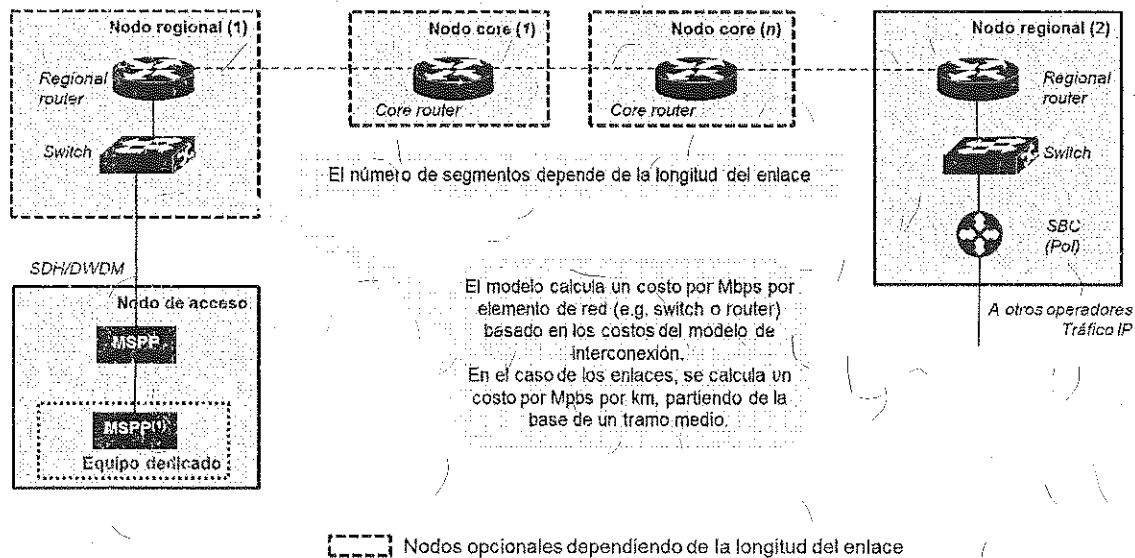 Nodo regional (1)
Regional
router
Switch
Nodo core (1)
Core router
Nodo core (n)
Core router
Nodo regional (2)
Regional
router
Switch
SBC
(PoI)
El número de segmentos depende de la longitud del enlace
SDH/DWDM
Nodo de acceso
MSPP
MSPP(1)
Equipo dedicado
El modelo calcula un costo por Mbps por
elemento de red (e.g. switch o router)
basado en los costos del modelo de
interconexión.
En el caso de los enlaces, se calcula un
costo por Mpbs por km, partiendo de la
base de un tramo medio.
A otros operadores
Tráfico IP
Nodos opcionales dependiendo de la longitud del enlace